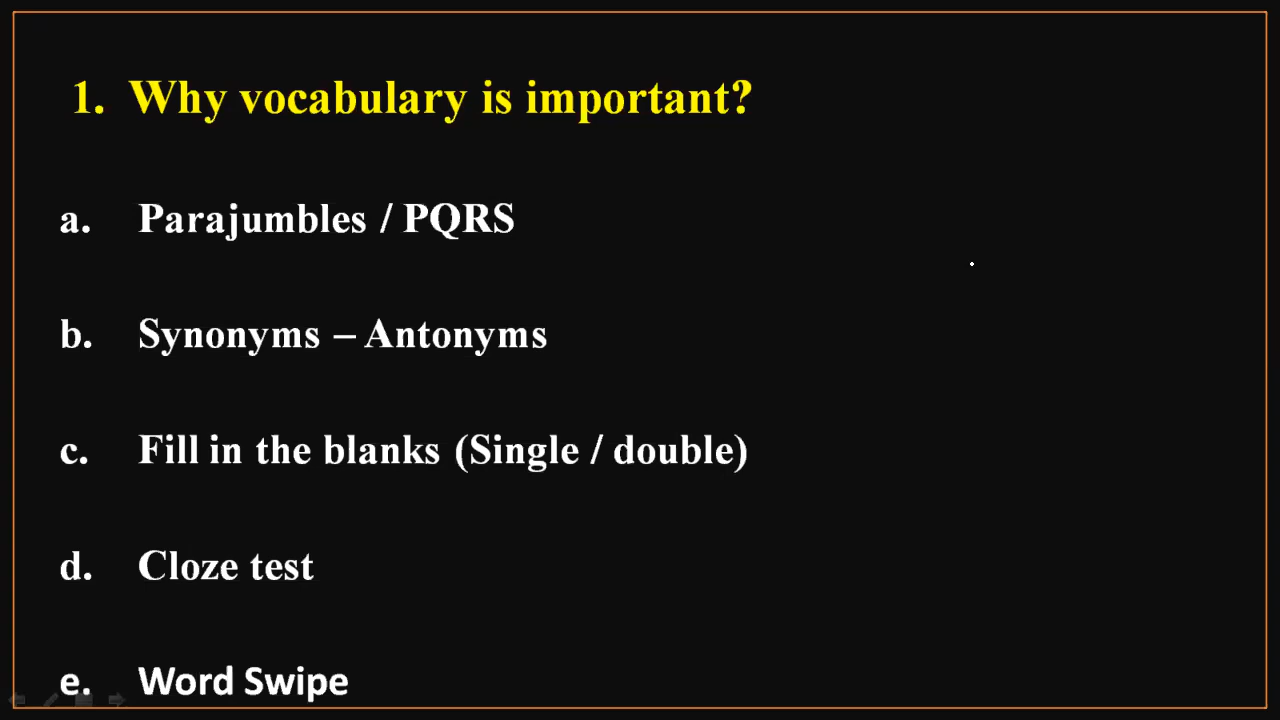 1. Why vocabulary is important?
a. Parajumbles / PQRS
b. Synonyms – Antonyms
c. Fill in the blanks (Single / double)
d. Cloze test
e. Word Swipe